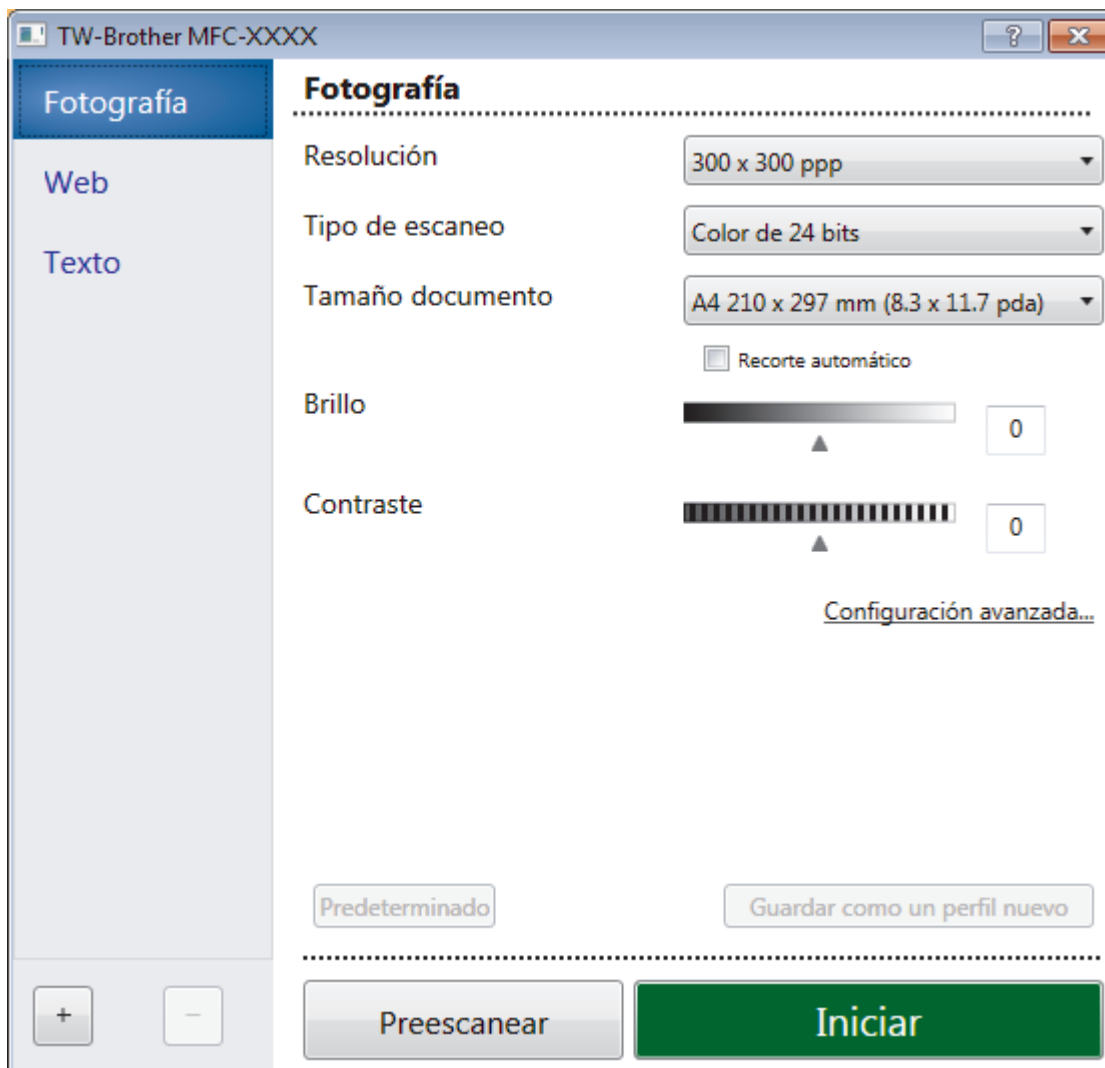 TW-Brother MFC-XXXX
?
Fotografía
Web
Texto
Fotografía
Resolución
300 x 300 ppp
Tipo de escaneo
Color de 24 bits
Tamaño documento
A4 210 x 297 mm (8.3 x 11.7 pda)
Recorte automático
Brillo
0
Contraste
0
Configuración avanzada...
Predeterminado
Guardar como un perfil nuevo
+
−
Preescanear
Iniciar